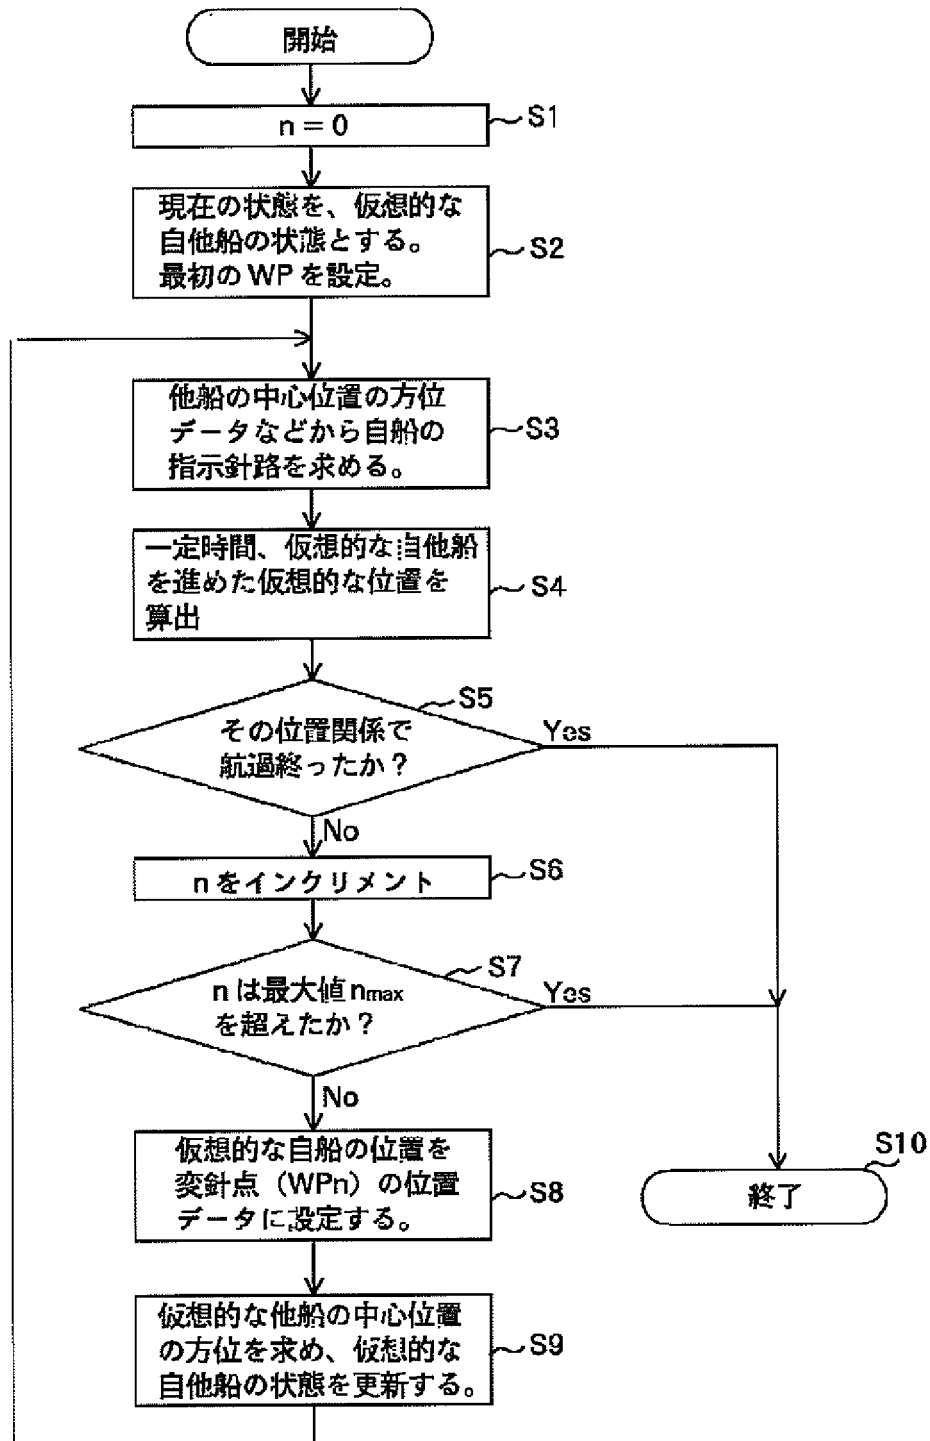 開始
n = 0
S1
現在の状態を、仮想的な
自他船の状態とする。
最初の WP を設定。
S2
他船の中心位置の方位
データなどから自船の
指示針路を求める。
S3
一定時間、仮想的な自他船
を進めた仮想的な位置を
算出
S4
S5
その位置関係で
航過終ったか？
Yes
No
n をインクリメント
S6
S7
n は最大値 nmax
を超えたか？
Yes
No
仮想的な自船の位置を
変針点（WPn）の位置
データに設定する。
S8
S10
終了
仮想的な他船の中心位置
の方位を求め、仮想的な
自他船の状態を更新する。
S9